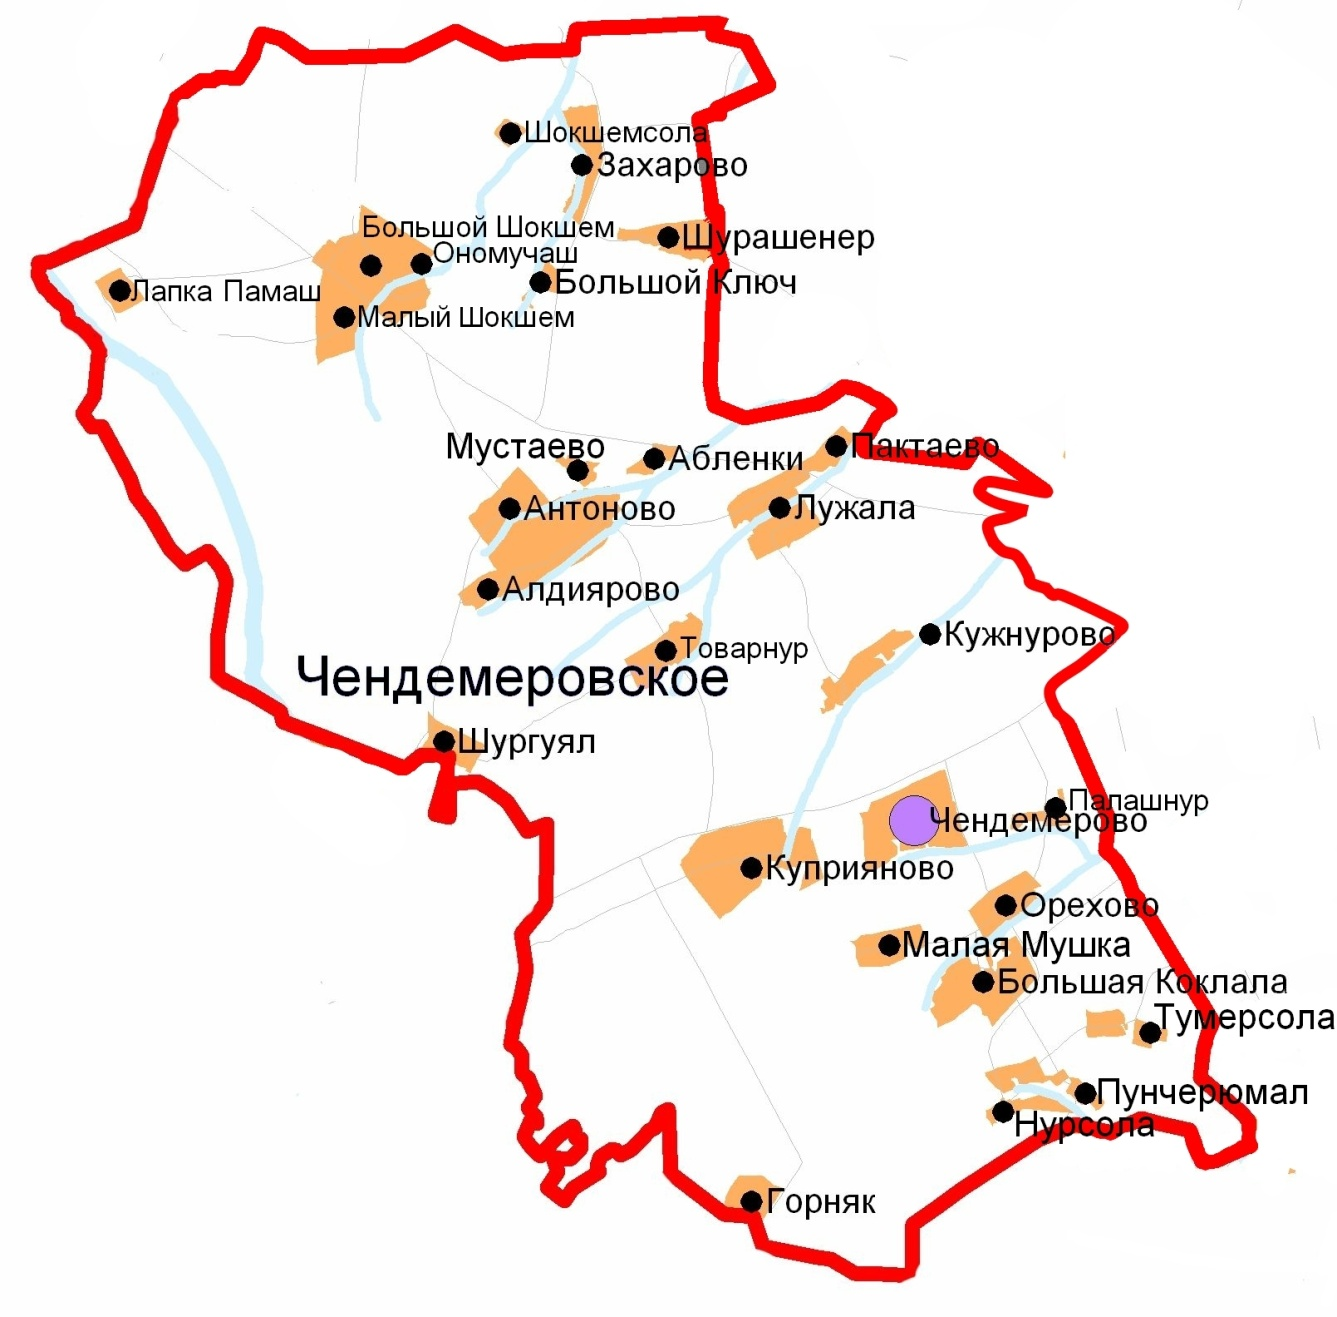 Шокшемсола
Захарово
Большой Шокшем
Шурашенер
Ономучаш
Большой Ключ
Лапка Памаш
Малый Шокшем
Мустаево
Пактаево
Абленки
Антоново
Лужала
Алдиярово
Кужнурово
Товарнур
Чендемеровское
Шургуял
Палашнур
Чендемерово
Куприяново
Орехово
Малая Мушка
Большая Коклала
Тумерсола
Пунчерюмал
Нурсола
Горняк